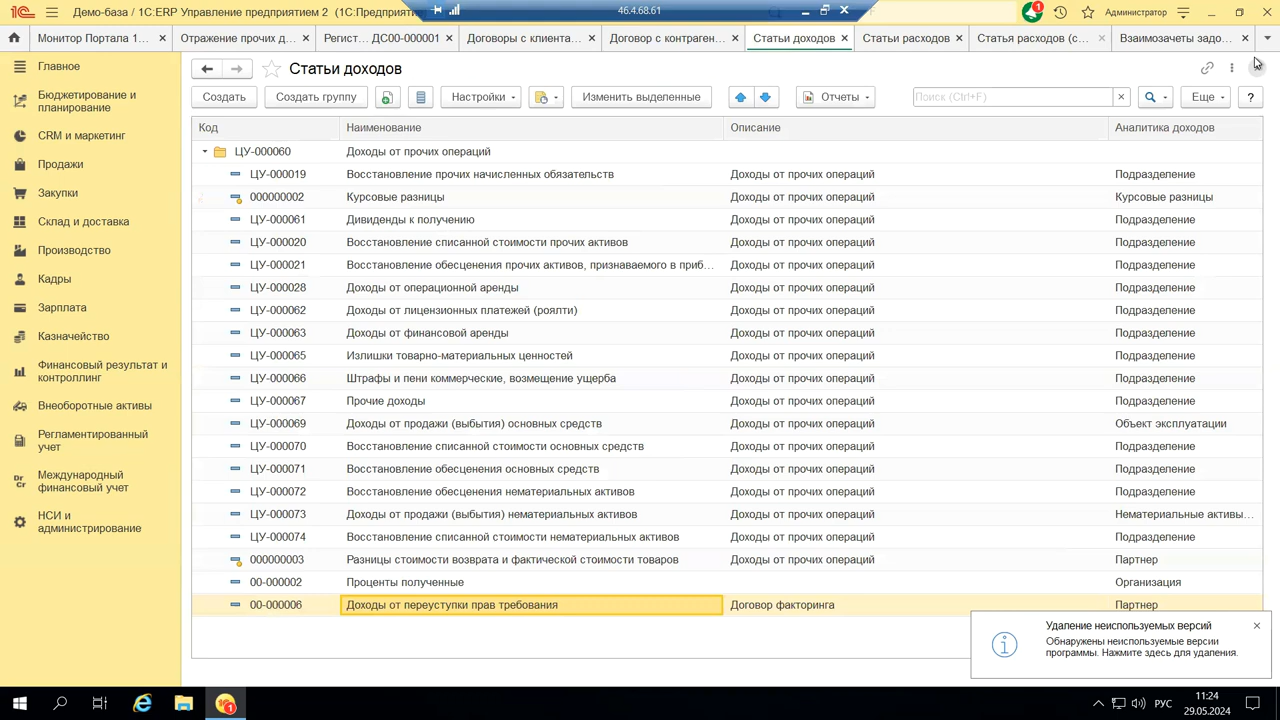 Демо-база / 1С:ERP Управление предприятием 2 (1С:Предприятие
46.4.68.61
1
Администратор
Монитор Портала 1...
Отражение прочих д...
Регист... ДС00-000001
Договоры с клиента...
Договор с контраген...
Статьи доходов
Статьи расходов
Статья расходов (с...
Взаимозачеты задо...
Главное
Бюджетирование и
планирование
CRM и маркетинг
Продажи
Закупки
Склад и доставка
Производство
Кадры
Зарплата
Казначейство
Финансовый результат и
контроллинг
Внеоборотные активы
Регламентированный
учет
Международный
финансовый учет
НСИ и
администрирование
Статьи доходов
Создать
Создать группу
Настройки
Изменить выделенные
Отчеты
Поиск (Ctrl+F)
Еще
?
Код Наименование Описание Аналитика доходов
ЦУ-000060 Доходы от прочих операций
ЦУ-000019 Восстановление прочих начисленных обязательств Доходы от прочих операций Подразделение
000000002 Курсовые разницы Доходы от прочих операций Курсовые разницы
ЦУ-000061 Дивиденды к получению Доходы от прочих операций Подразделение
ЦУ-000020 Восстановление списанной стоимости прочих активов Доходы от прочих операций Подразделение
ЦУ-000021 Восстановление обесценения прочих активов, признаваемого в приб... Доходы от прочих операций Подразделение
ЦУ-000028 Доходы от операционной аренды Доходы от прочих операций Подразделение
ЦУ-000062 Доходы от лицензионных платежей (роялти) Доходы от прочих операций Подразделение
ЦУ-000063 Доходы от финансовой аренды Доходы от прочих операций Подразделение
ЦУ-000065 Излишки товарно-материальных ценностей Доходы от прочих операций Подразделение
ЦУ-000066 Штрафы и пени коммерческие, возмещение ущерба Доходы от прочих операций Подразделение
ЦУ-000067 Прочие доходы Доходы от прочих операций Подразделение
ЦУ-000069 Доходы от продажи (выбытия) основных средств Доходы от прочих операций Объект эксплуатации
ЦУ-000070 Восстановление списанной стоимости основных средств Доходы от прочих операций Подразделение
ЦУ-000071 Восстановление обесценения основных средств Доходы от прочих операций Подразделение
ЦУ-000072 Восстановление обесценения нематериальных активов Доходы от прочих операций Подразделение
ЦУ-000073 Доходы от продажи (выбытия) нематериальных активов Доходы от прочих операций Нематериальные активы...
ЦУ-000074 Восстановление списанной стоимости нематериальных активов Доходы от прочих операций Подразделение
000000003 Разницы стоимости возврата и фактической стоимости товаров Доходы от прочих операций Партнер
00-000002 Проценты полученные Организация
00-000006 Доходы от переуступки прав требования Договор факторинга Партнер
Удаление неиспользуемых версий
Обнаружены неиспользуемые версии
программы. Нажмите здесь для удаления.
РУС
11:24
29.05.2024